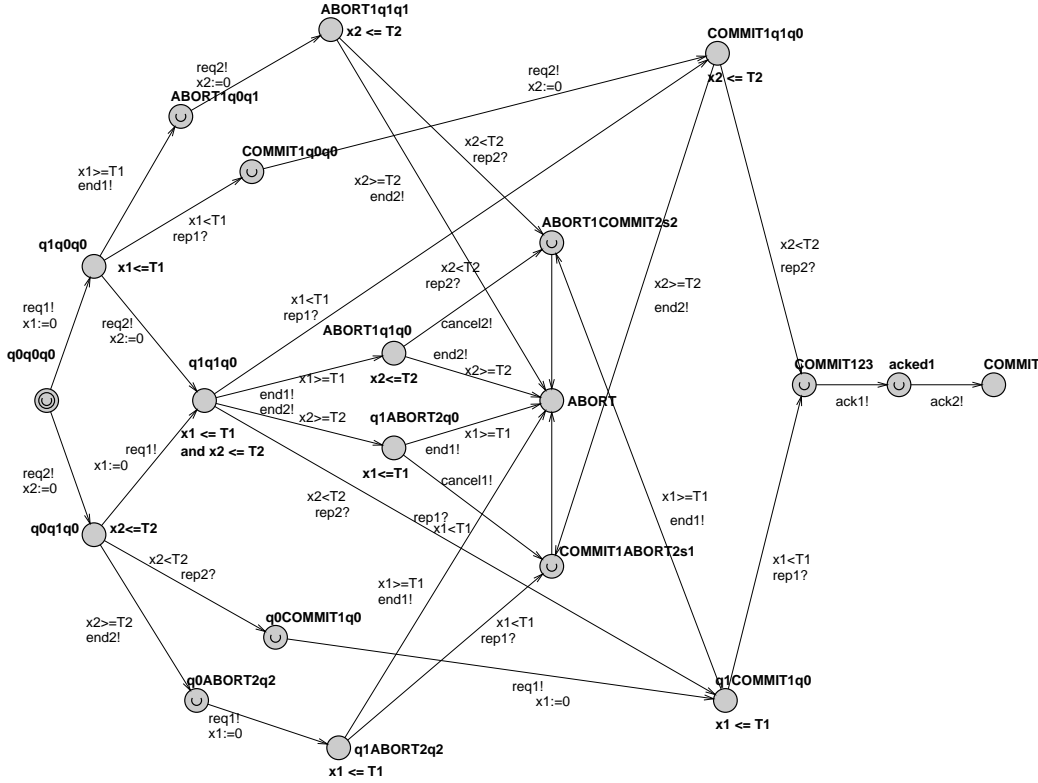 ABORT1q1q1
x2 <= T2
COMMIT1q1q0
x2 <= T2
req2!
x2:=0
req2!
x2:=0
ABORT1q0q1
COMMIT1q0q0
x2<T2
rep2?
x1>=T1
end1!
x2>=T2
end2!
x1<T1
rep1?
ABORT1COMMIT2s2
q1q0q0
x1<=T1
x2<T2
rep2?
x2<T2
rep2?
x2>=T2
end2!
req1!
x1:=0
x1<T1
rep1?
req2!
x2:=0
ABORT1q1q0
cancel2!
q0q0q0
q1q1q0
end2!
x2>=T2
x2<=T2
x1>=T1
end1!
end2!
COMMIT123
acked1
COMMIT
ack1!
ack2!
ABORT
x2>=T2
q1ABORT2q0
x1>=T1
end1!
x1 <= T1
and x2 <= T2
req1!
x1:=0
x1<=T1
cancel1!
req2!
x2:=0
x2<T2
rep2?
rep1?
x1<T1
x1>=T1
end1!
q0q1q0
x2<=T2
x2<T2
rep2?
COMMIT1ABORT2s1
x1<T1
rep1?
x1>=T1
end1!
x2>=T2
end2!
q0COMMIT1q0
x1<T1
rep1?
q0ABORT2q2
q1COMMIT1q0
req1!
x1:=0
req1!
x1:=0
x1 <= T1
q1ABORT2q2
x1 <= T1